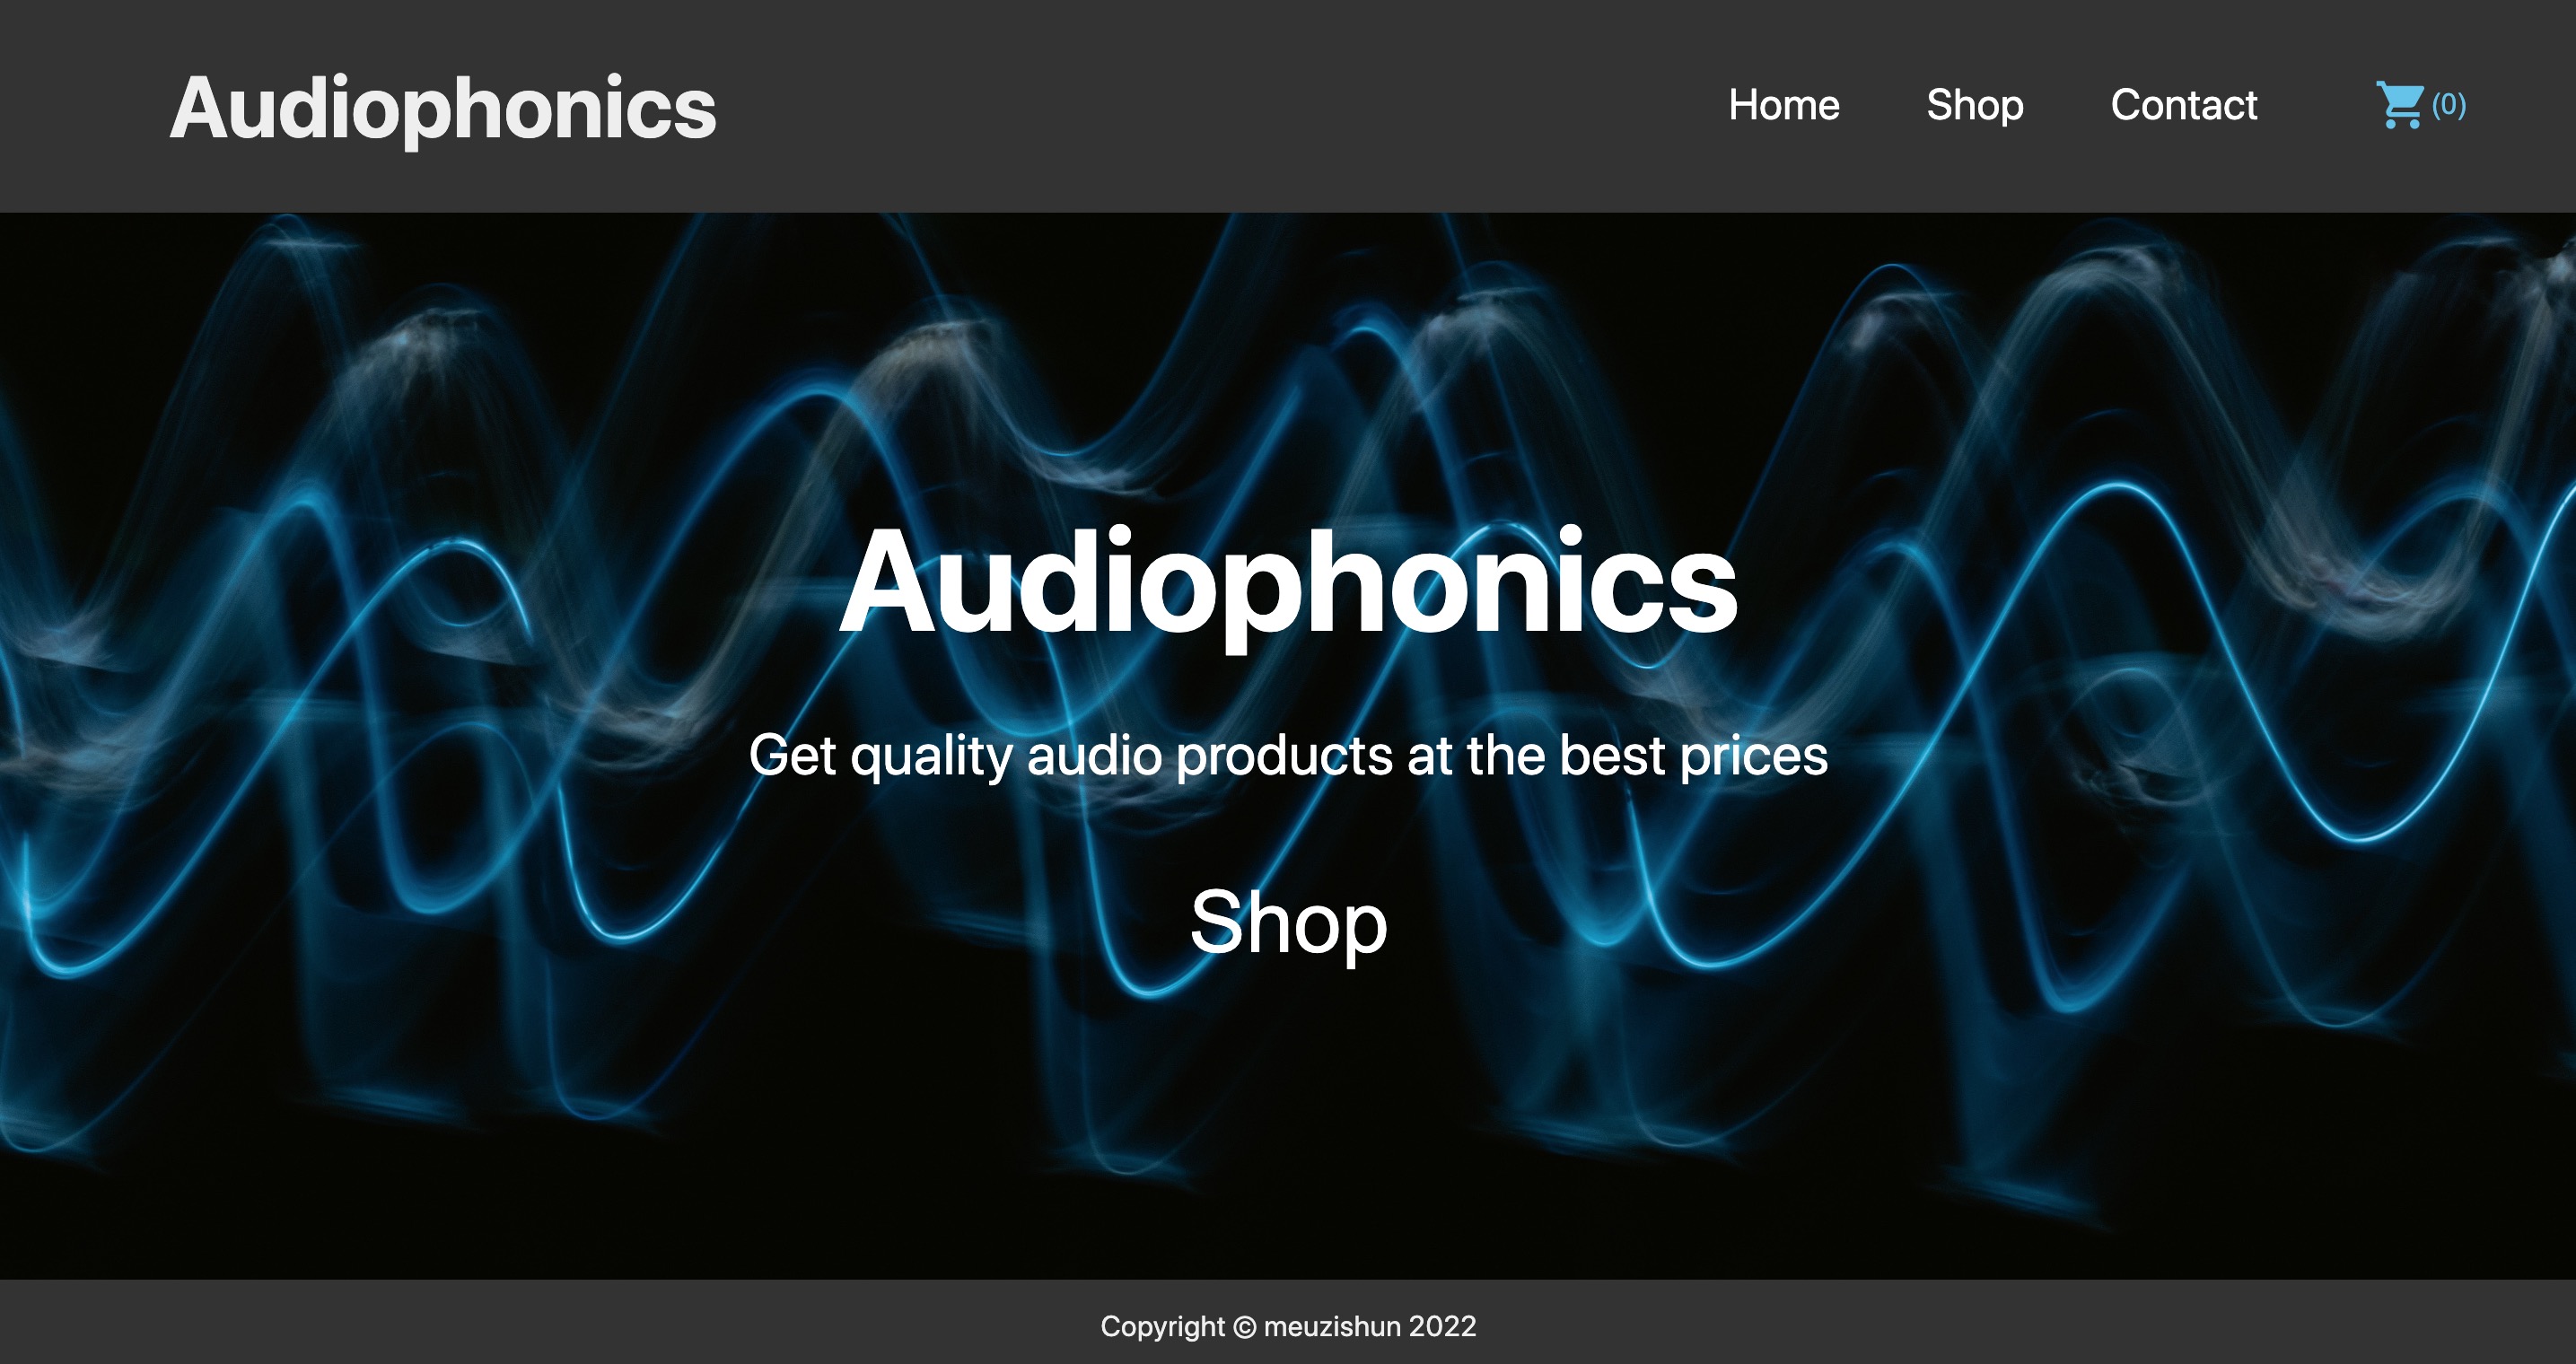 Audiophonics
Home Shop Contact (0)
Audiophonics
Get quality audio products at the best prices
Shop
Copyright © meuzishun 2022